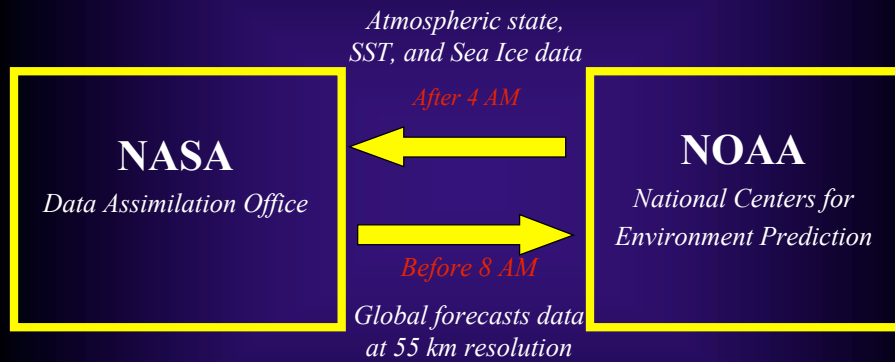 Atmospheric state,
SST, and Sea Ice data
After 4 AM
NASA
Data Assimilation Office
NOAA
National Centers for
Environment Prediction
Before 8 AM
Global forecasts data
at 55 km resolution